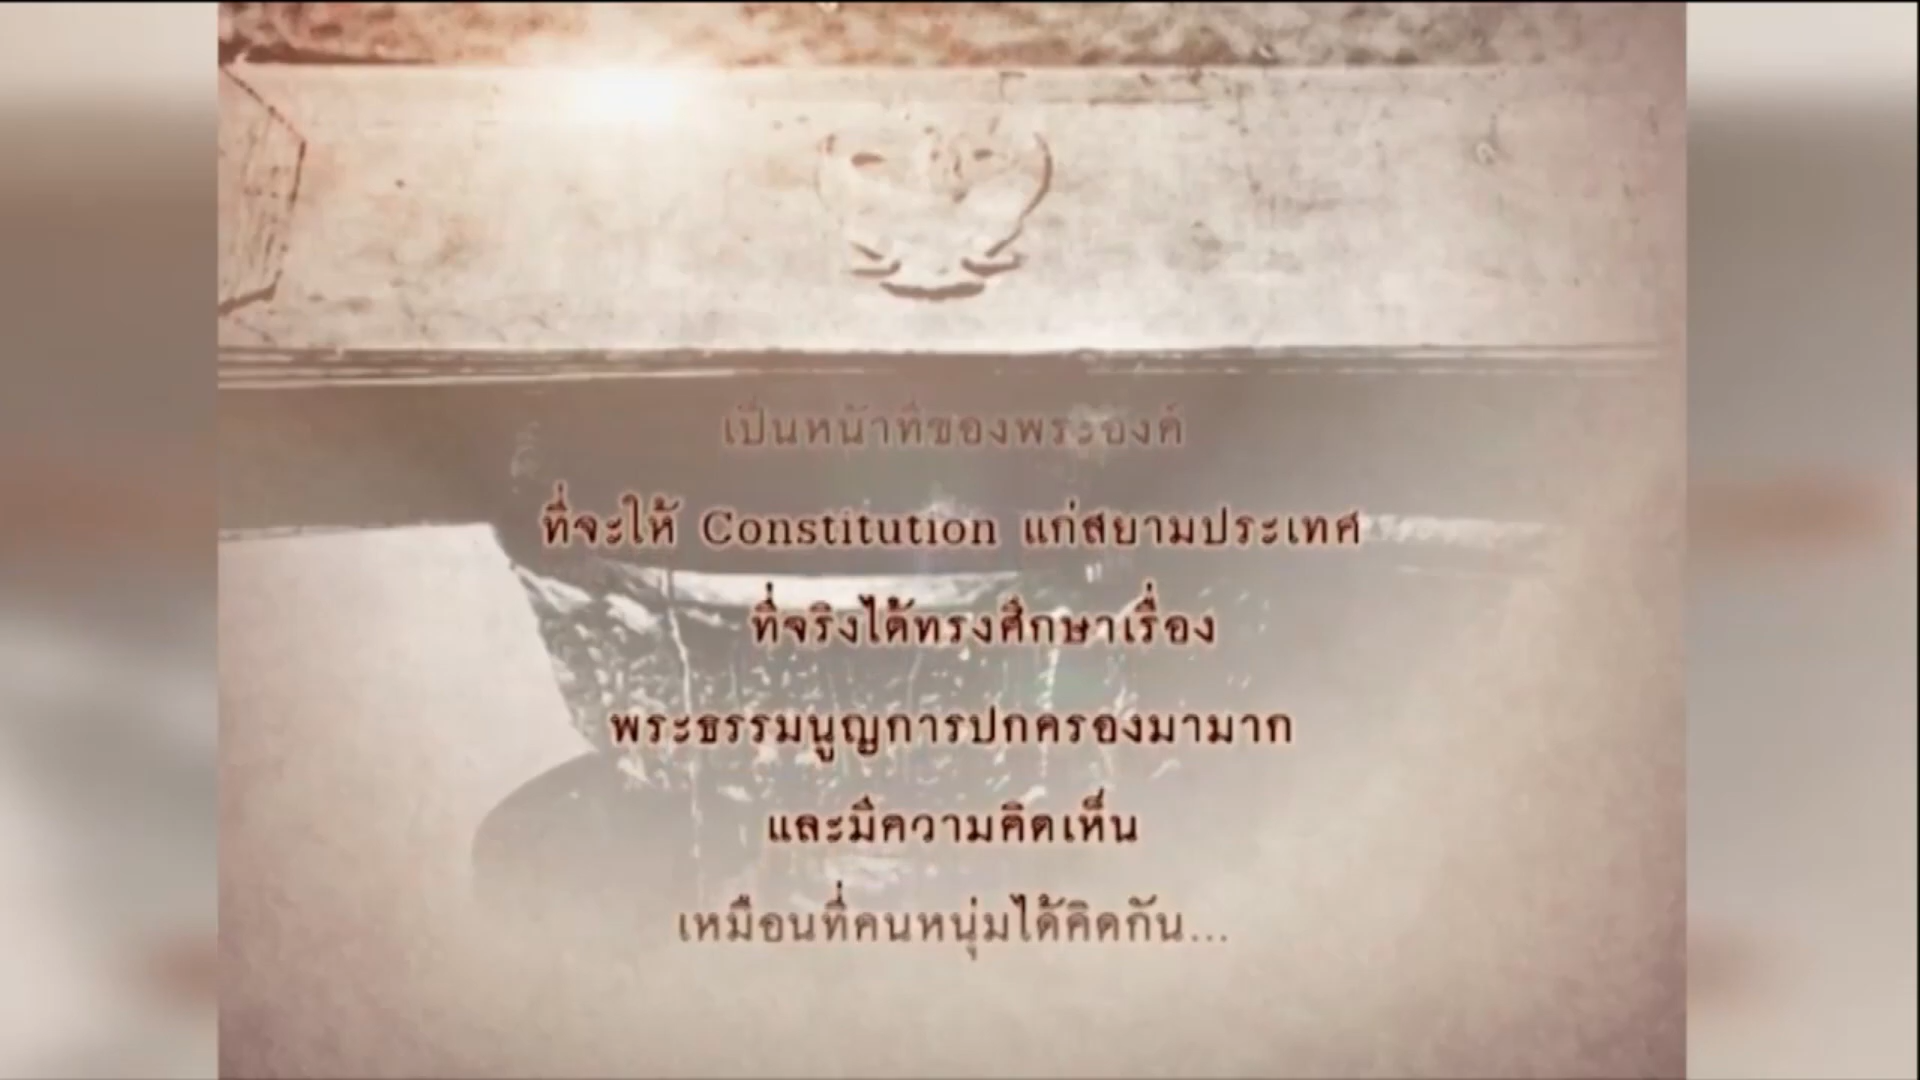 เป็นหน้าที่ของพระองค์
ที่จะให้ Constitution แก่สยามประเทศ
ที่จริงได้ทรงศึกษาเรื่อง
พระธรรมนูญการปกครองมามาก
และมีความคิดเห็น
เหมือนที่คนหนุ่มได้คิดกัน...